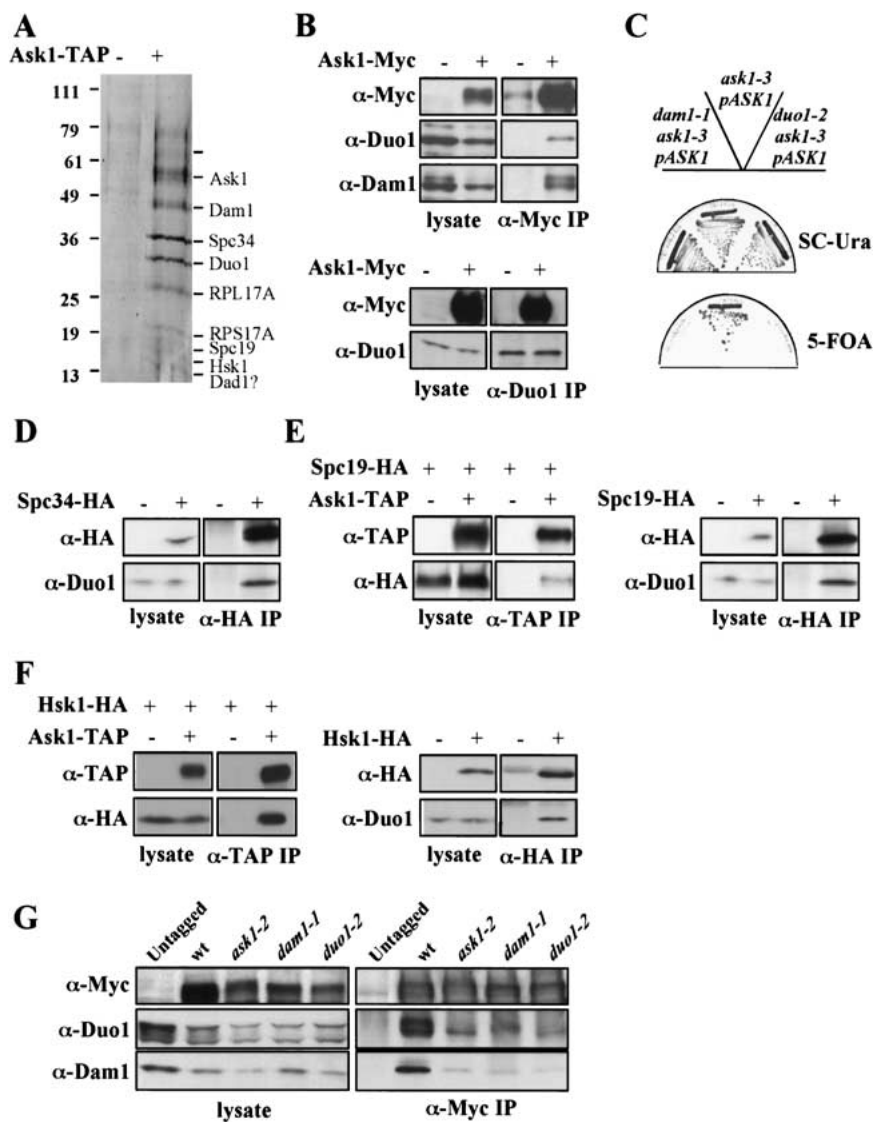 A
Ask1-TAP - +
111
79
61
49
36
25
19
13
Ask1
Dam1
Spc34
Duo1
RPL17A
RPS17A
Spc19
Hsk1
Dad1?
B
Ask1-Myc - + - +
α-Myc
α-Duo1
α-Dam1
lysate α-Myc IP
Ask1-Myc - + - +
α-Myc
α-Duo1
lysate α-Duo1 IP
C
ask1-3
pASK1
dam1-1
ask1-3
pASK1
duo1-2
ask1-3
pASK1
SC-Ura
5-FOA
D
Spc34-HA - + - +
α-HA
α-Duo1
lysate α-HA IP
E
Spc19-HA + + + +
Ask1-TAP - + - +
α-TAP
α-HA
lysate α-TAP IP
Spc19-HA - + - +
α-HA
α-Duo1
lysate α-HA IP
F
Hsk1-HA + + + +
Ask1-TAP - + - +
α-TAP
α-HA
lysate α-TAP IP
Hsk1-HA - + - +
α-HA
α-Duo1
lysate α-HA IP
G
Untagged wt ask1-2 dam1-1 duo1-2 Untagged wt ask1-2 dam1-1 duo1-2
α-Myc
α-Duo1
α-Dam1
lysate α-Myc IP